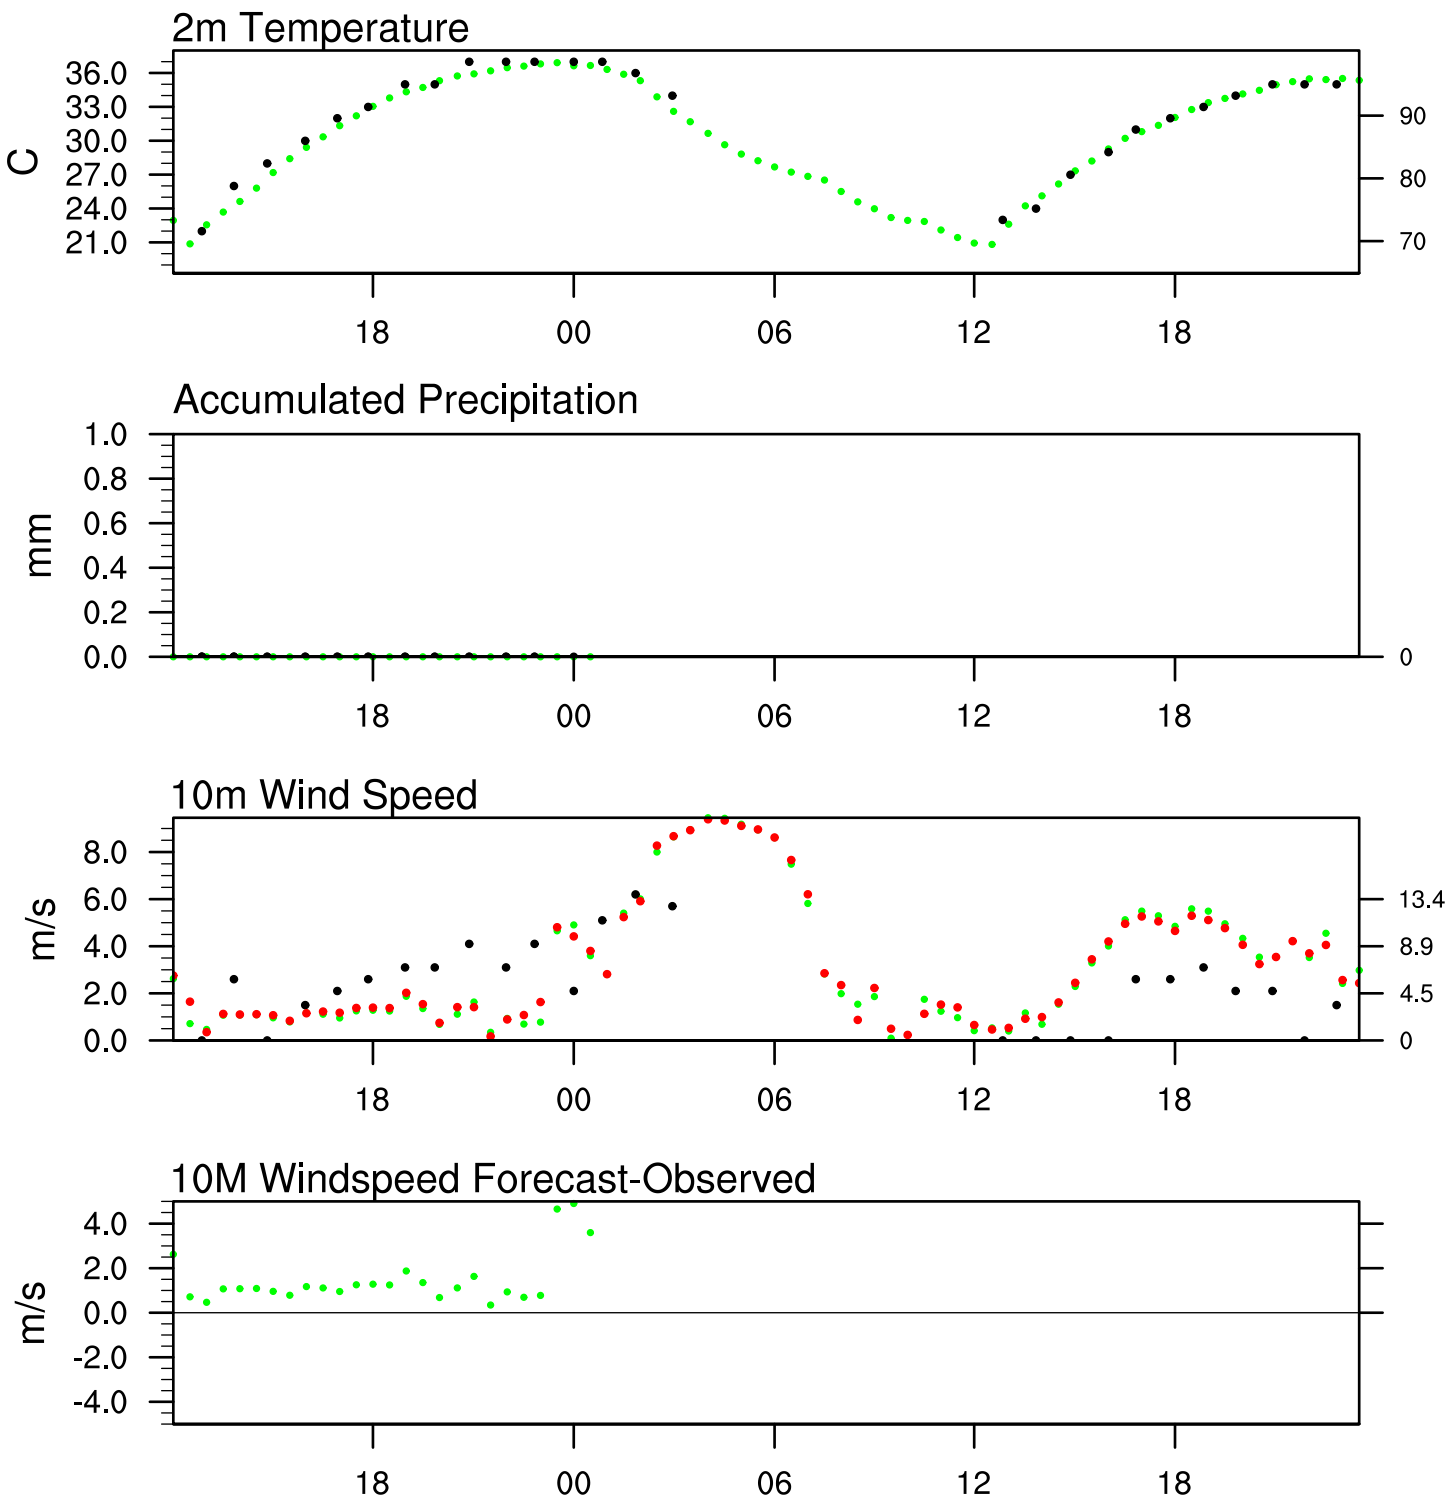 2m Temperature
36.0
33.0
30.0
27.0
24.0
21.0
C
90
80
70
18 00 06 12 18
Accumulated Precipitation
1.0
0.8
0.6
0.4
0.2
0.0
mm
0
18 00 06 12 18
10m Wind Speed
8.0
6.0
4.0
2.0
0.0
m/s
13.4
8.9
4.5
0
18 00 06 12 18
10M Windspeed Forecast-Observed
4.0
2.0
0.0
-2.0
-4.0
m/s
18 00 06 12 18